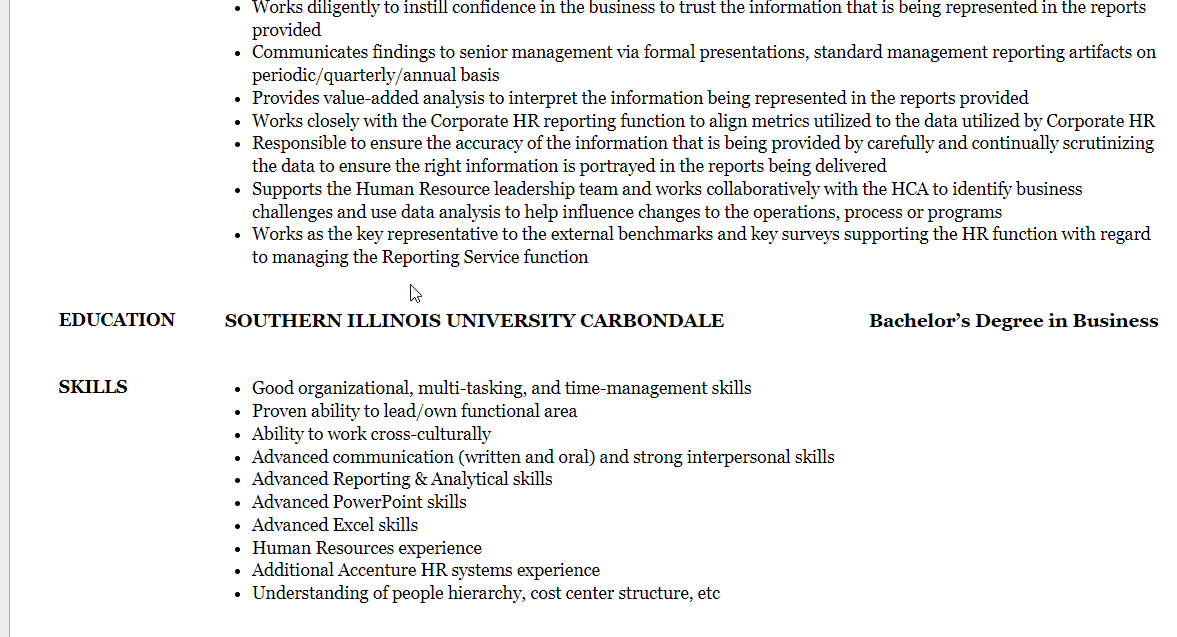 • Works diligently to instill confidence in the business to trust the information that is being represented in the reports
provided
• Communicates findings to senior management via formal presentations, standard management reporting artifacts on
periodic/quarterly/annual basis
• Provides value-added analysis to interpret the information being represented in the reports provided
• Works closely with the Corporate HR reporting function to align metrics utilized to the data utilized by Corporate HR
• Responsible to ensure the accuracy of the information that is being provided by carefully and continually scrutinizing
the data to ensure the right information is portrayed in the reports being delivered
• Supports the Human Resource leadership team and works collaboratively with the HCA to identify business
challenges and use data analysis to help influence changes to the operations, process or programs
• Works as the key representative to the external benchmarks and key surveys supporting the HR function with regard
to managing the Reporting Service function
EDUCATION SOUTHERN ILLINOIS UNIVERSITY CARBONDALE Bachelor’s Degree in Business
SKILLS • Good organizational, multi-tasking, and time-management skills
• Proven ability to lead/own functional area
• Ability to work cross-culturally
• Advanced communication (written and oral) and strong interpersonal skills
• Advanced Reporting & Analytical skills
• Advanced PowerPoint skills
• Advanced Excel skills
• Human Resources experience
• Additional Accenture HR systems experience
• Understanding of people hierarchy, cost center structure, etc